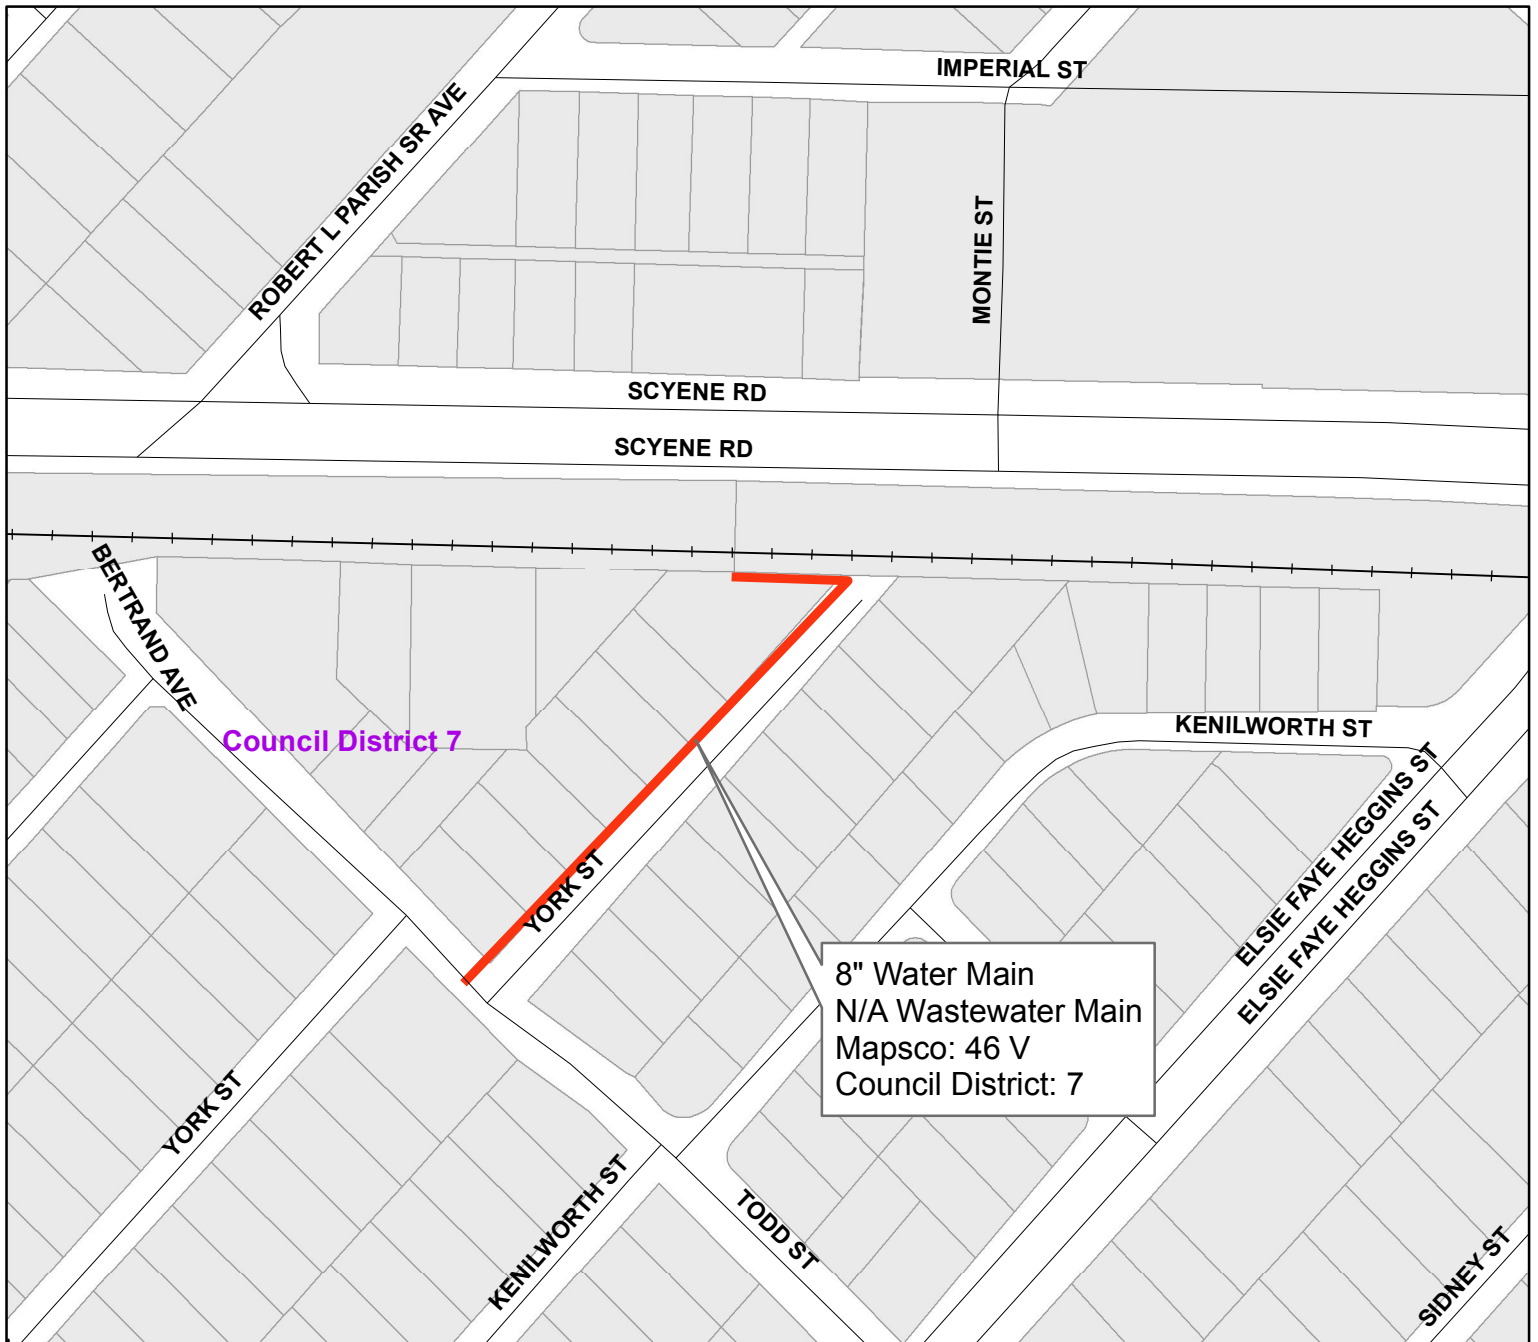 IMPERIAL ST
ROBERT L PARISH SR AVE
MONTIE ST
SCYENE RD
SCYENE RD
BERTRAND AVE
Council District 7
KENILWORTH ST
ELSIE FAYE HEGGINS ST
ELSIE FAYE HEGGINS ST
YORK ST
8" Water Main
N/A Wastewater Main
Mapsco: 46 V
Council District: 7
YORK ST
KENILWORTH ST
TODD ST
SIDNEY ST